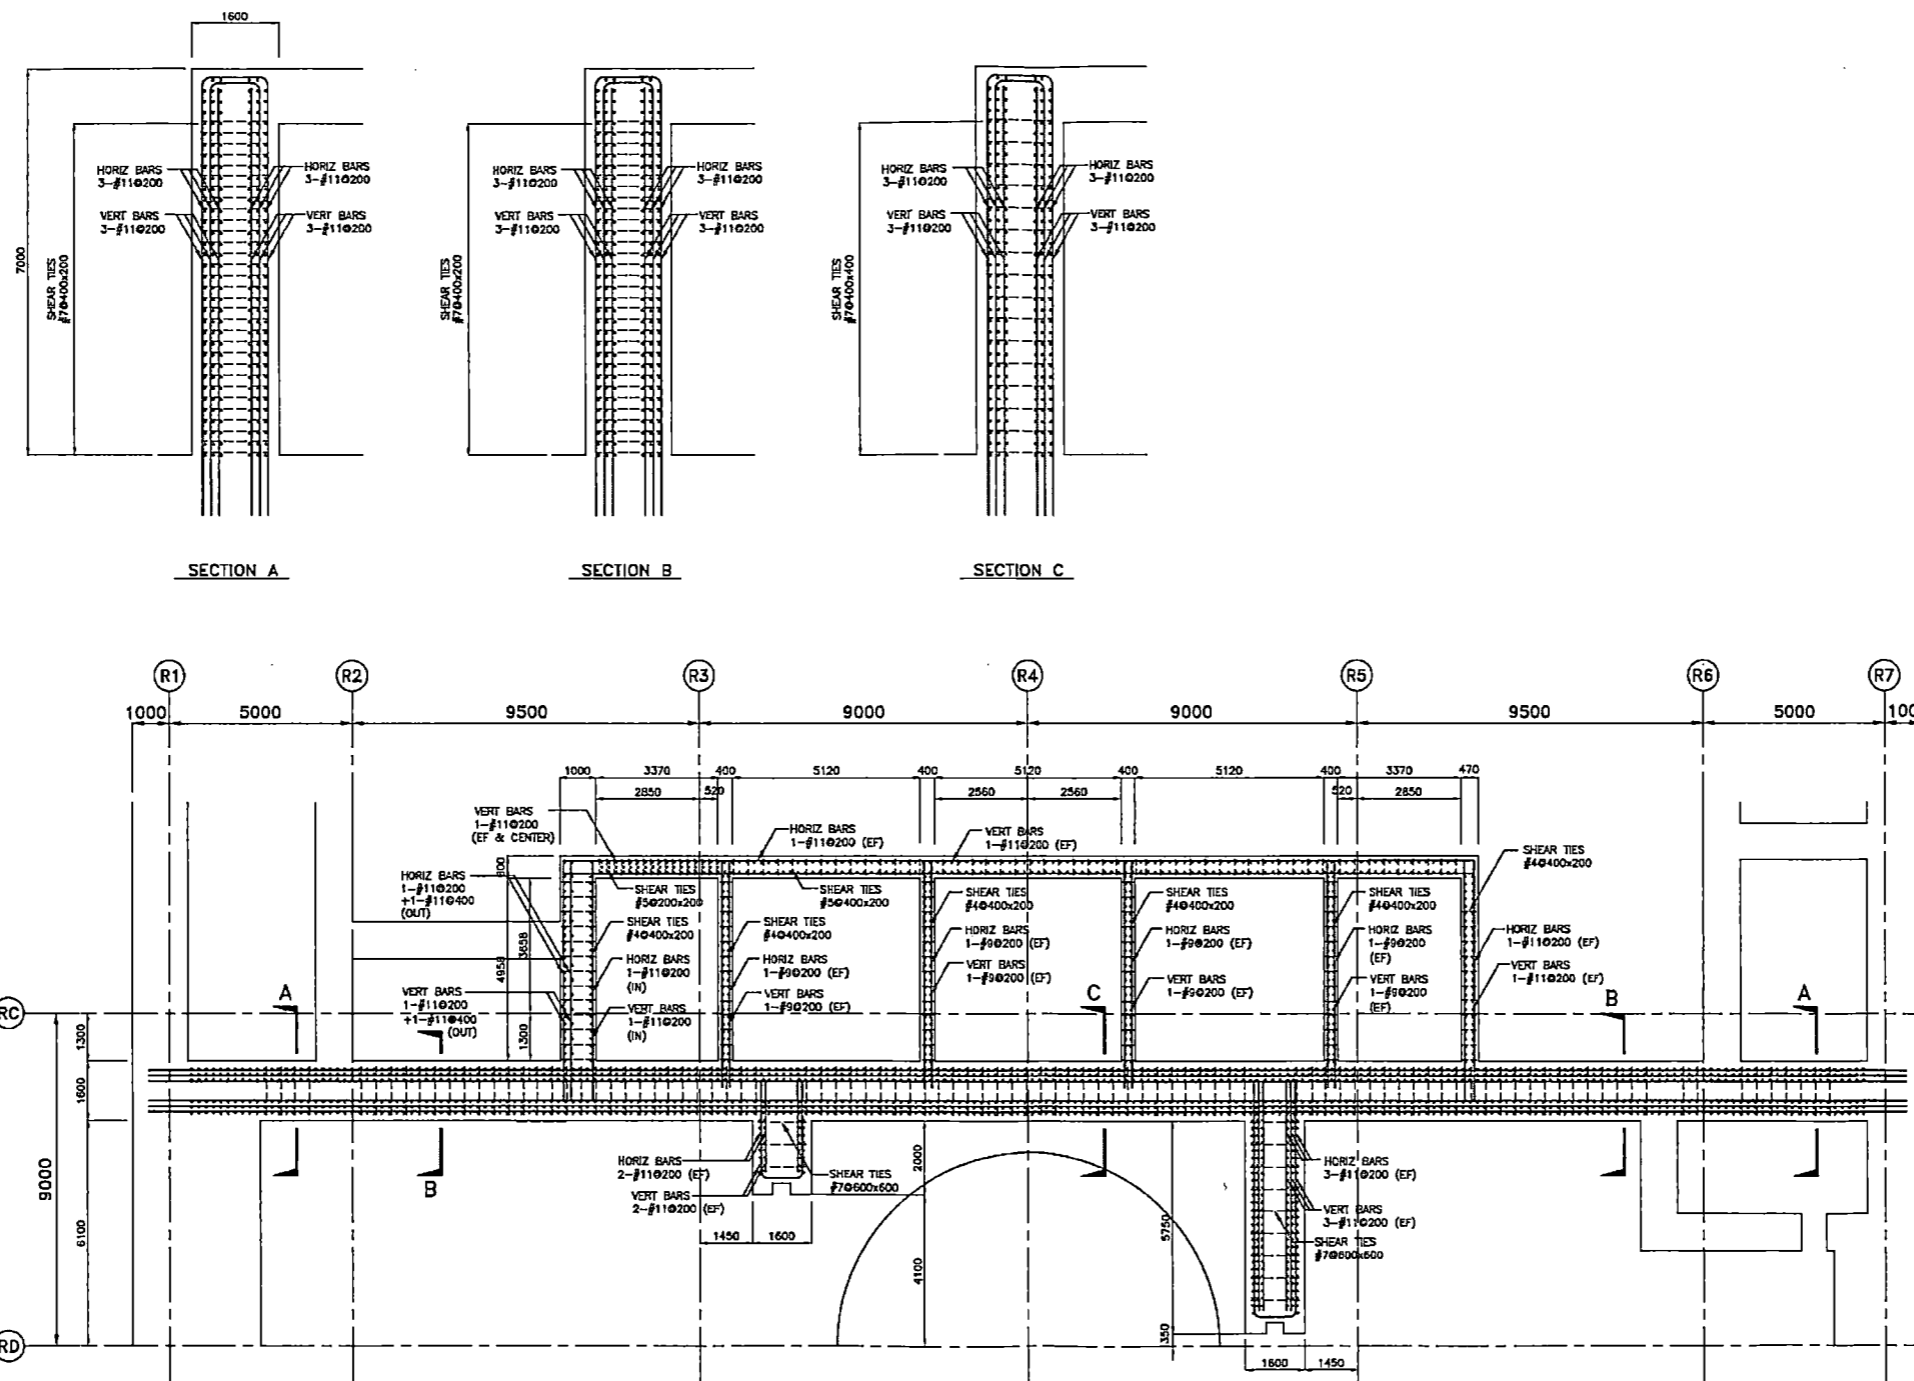 1600
7000
SHEAR TIES
#7@400x200
HORIZ BARS
3-#11@200
VERT BARS
3-#11@200
HORIZ BARS
3-#11@200
VERT BARS
3-#11@200
SECTION A
SHEAR TIES
#7@400x200
HORIZ BARS
3-#11@200
VERT BARS
3-#11@200
HORIZ BARS
3-#11@200
VERT BARS
3-#11@200
SECTION B
SHEAR TIES
#7@400x400
HORIZ BARS
3-#11@200
VERT BARS
3-#11@200
HORIZ BARS
3-#11@200
VERT BARS
3-#11@200
SECTION C
R1
R2
R3
R4
R5
R6
R7
1000
5000
9500
9000
9000
9500
5000
100
1000
3370
400
5120
400
5120
400
5120
400
3370
470
2850
520
2560
2560
520
2850
VERT BARS
1-#11@200
(EF & CENTER)
HORIZ BARS
1-#11@200 (EF)
VERT BARS
1-#11@200 (EF)
SHEAR TIES
#4@400x200
HORIZ BARS
1-#11@200
+1-#11@400
(OUT)
SHEAR TIES
#5@200x200
SHEAR TIES
#5@400x200
SHEAR TIES
#4@400x200
SHEAR TIES
#4@400x200
SHEAR TIES
#4@400x200
SHEAR TIES
#4@400x200
SHEAR TIES
#4@400x200
HORIZ BARS
1-#11@200
(IN)
HORIZ BARS
1-#9@200 (EF)
HORIZ BARS
1-#9@200 (EF)
HORIZ BARS
1-#9@200 (EF)
HORIZ BARS
1-#9@200
(EF)
HORIZ BARS
1-#11@200 (EF)
VERT BARS
1-#11@200
+1-#11@400
(OUT)
VERT BARS
1-#11@200
(IN)
VERT BARS
1-#9@200 (EF)
VERT BARS
1-#9@200 (EF)
VERT BARS
1-#9@200 (EF)
VERT BARS
1-#9@200
(EF)
VERT BARS
1-#11@200 (EF)
600
3658
4958
1300
A
C
B
A
RC
1300
1600
9000
6100
RD
B
HORIZ BARS
2-#11@200 (EF)
VERT BARS
2-#11@200 (EF)
SHEAR TIES
#7@600x600
1450
1600
2000
4100
5750
350
HORIZ BARS
3-#11@200 (EF)
VERT BARS
3-#11@200 (EF)
SHEAR TIES
#7@600x600
1600
1450